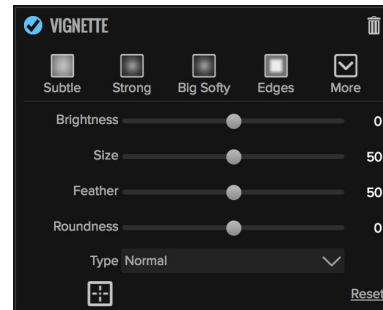 VIGNETTE
Subtle Strong Big Softy Edges More
Brightness 0
Size 50
Feather 50
Roundness 0
Type Normal
Reset